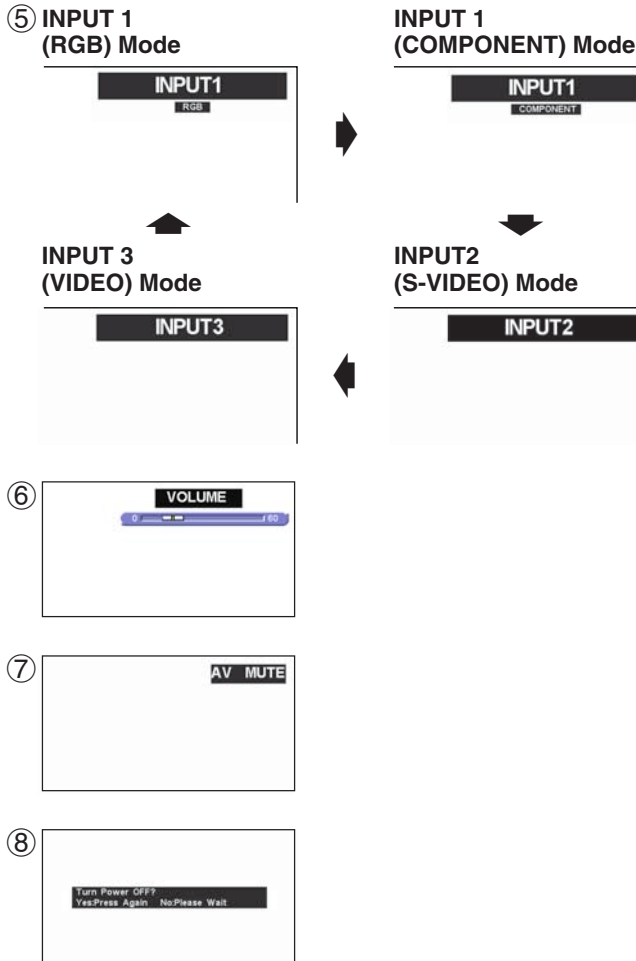 ⑤ INPUT 1
(RGB) Mode
INPUT 1
(COMPONENT) Mode
INPUT1
RGB
INPUT1
COMPONENT
INPUT 3
(VIDEO) Mode
INPUT2
(S-VIDEO) Mode
INPUT3
INPUT2
⑥
VOLUME
0 60
⑦
AV MUTE
⑧
Turn Power OFF?
Yes:Press Again No:Please Wait